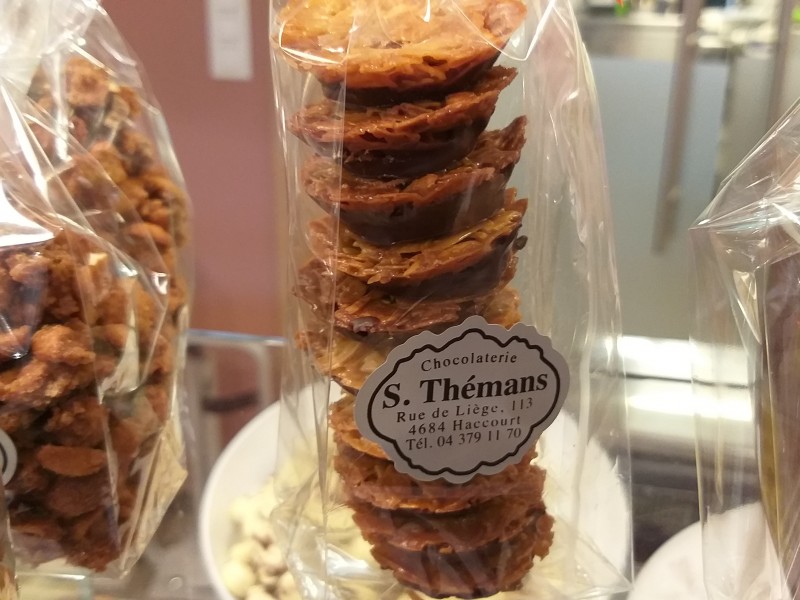 Chocolaterie
S. Thémans
Rue de Liège, 113
4684 Haccourt
Tél. 04 379 11 70